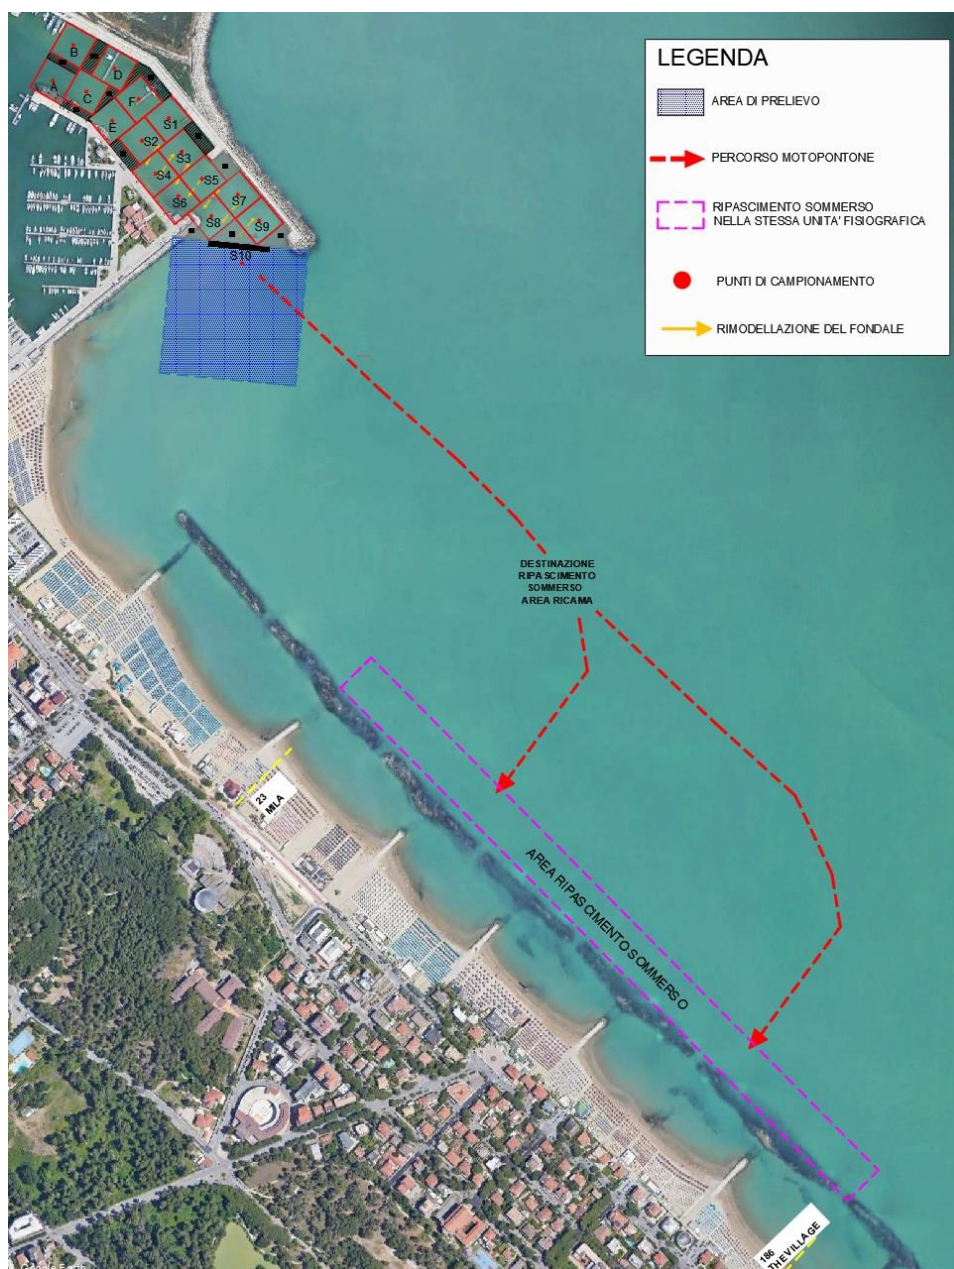 LEGENDA
AREA DI PRELIEVO
PERCORSO MOTOPONTONE
RIPASCIMENTO SOMMERSO
NELLA STESSA UNITA' FISIOGRAFICA
PUNTI DI CAMPIONAMENTO
RIMODELLAZIONE DEL FONDALE
B
D
A
C
F
E
S1
S2
S3
S4
S5
S6
S7
S8
S9
S10
DESTINAZIONE
RIPASCIMENTO
SOMMERSO
AREA RICAMA
23
MILA
AREA RIPASCIMENTO SOMMERSO
186
THE VILLAGE
Google Earth